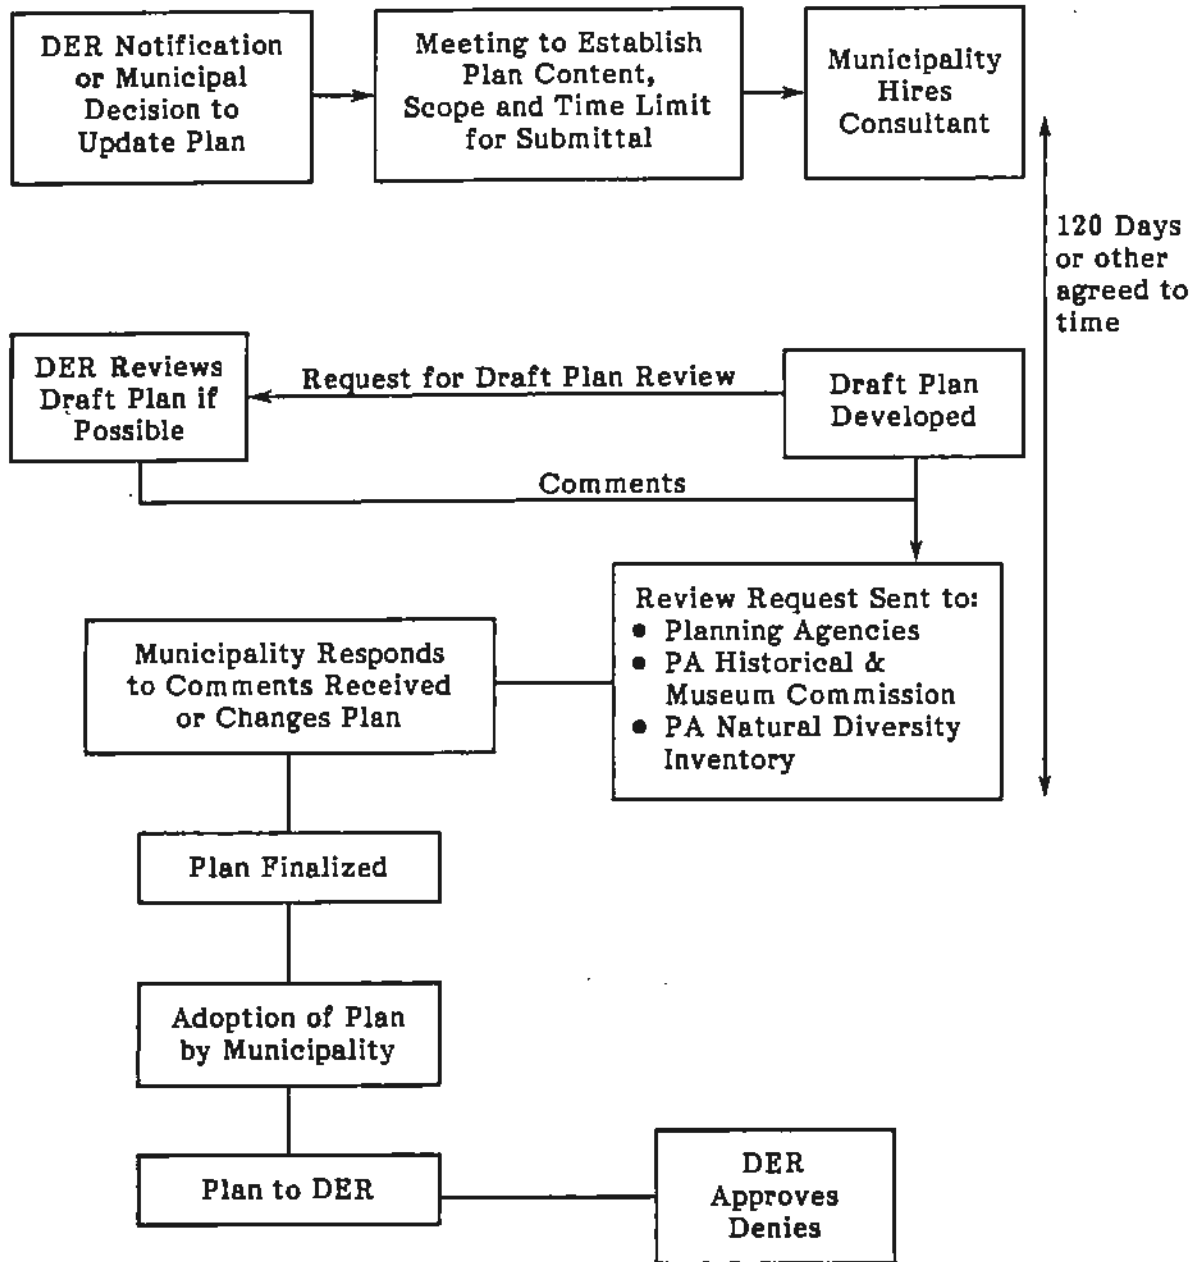 DER Notification
or Municipal
Decision to
Update Plan
Meeting to Establish
Plan Content,
Scope and Time Limit
for Submittal
Municipality
Hires
Consultant
120 Days
or other
agreed to
time
DER Reviews
Draft Plan if
Possible
Request for Draft Plan Review
Draft Plan
Developed
Comments
Review Request Sent to:
• Planning Agencies
• PA Historical &
Museum Commission
• PA Natural Diversity
Inventory
Municipality Responds
to Comments Received
or Changes Plan
Plan Finalized
Adoption of Plan
by Municipality
Plan to DER
DER
Approves
Denies